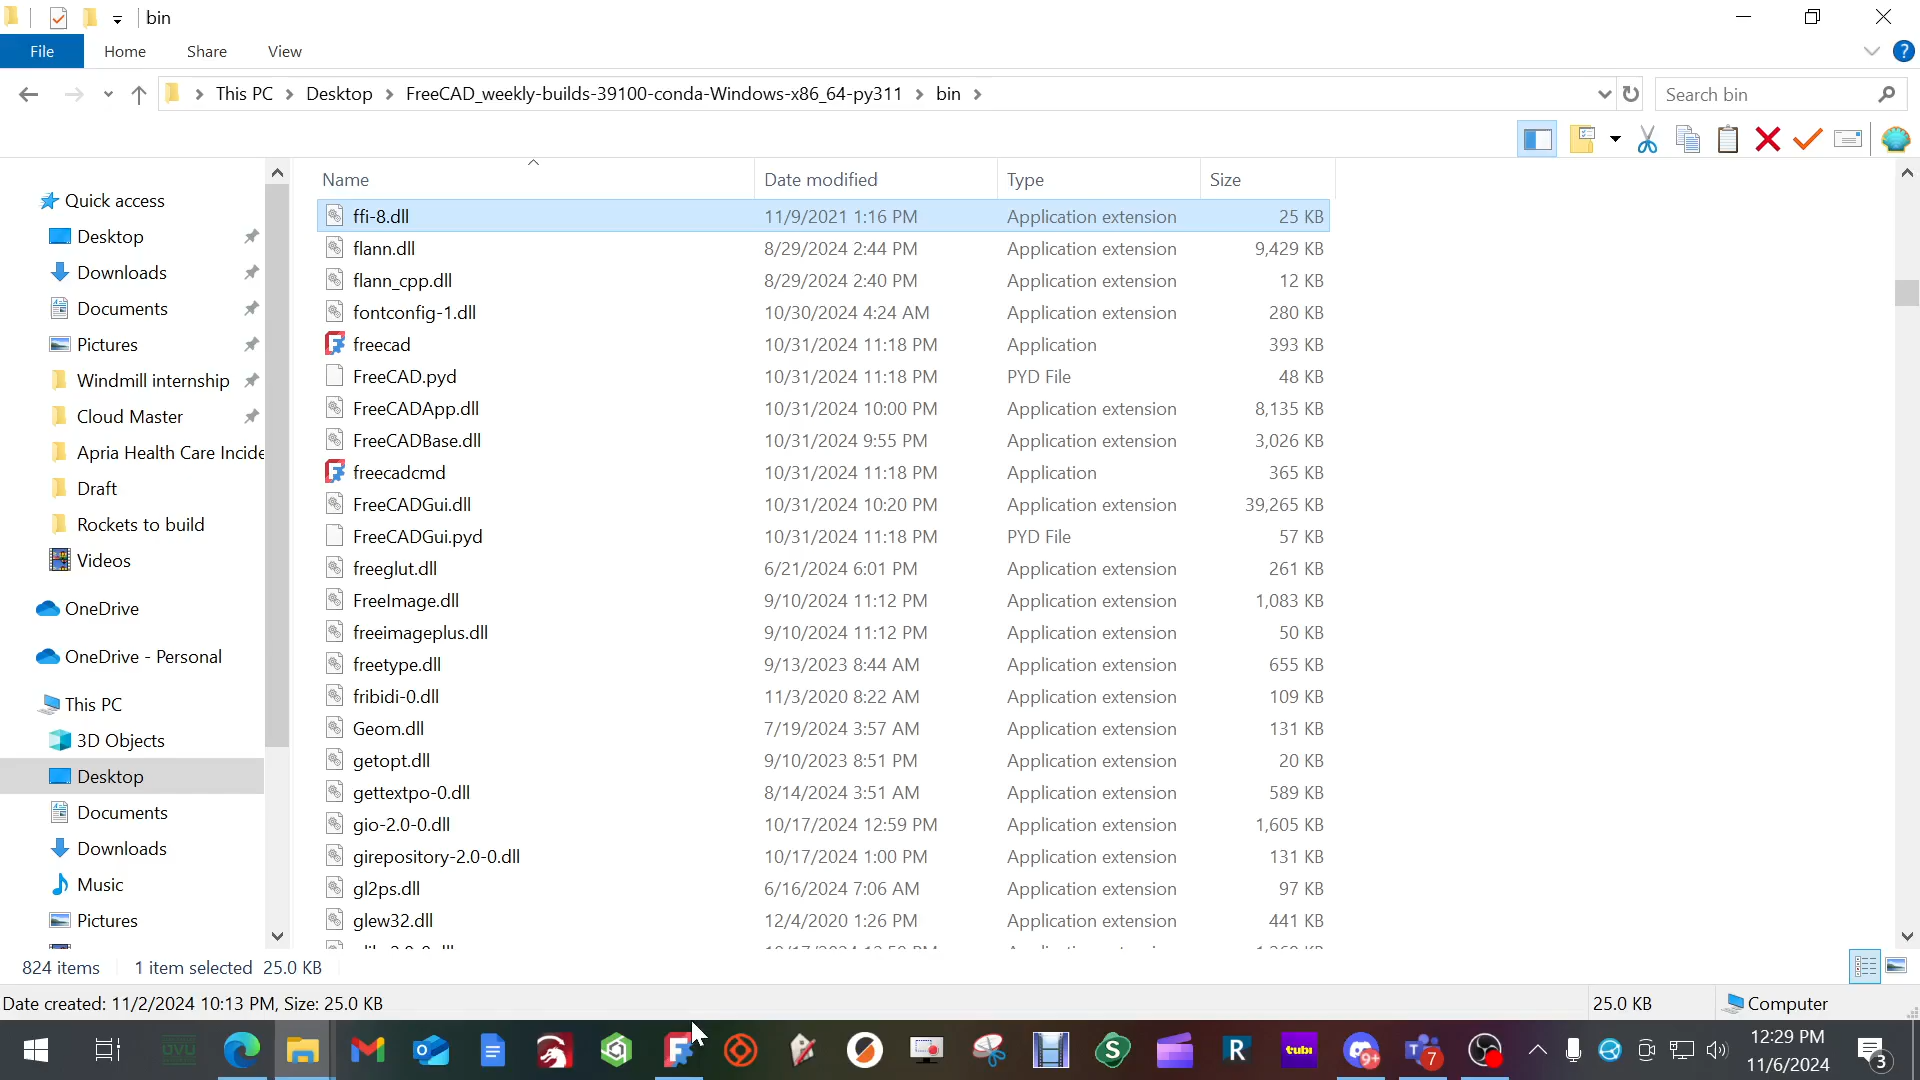 bin
File Home Share View
This PC Desktop FreeCAD_weekly-builds-39100-conda-Windows-x86_64-py311 bin Search bin
Name Date modified Type Size
Quick access
Desktop
Downloads
Documents
Pictures
Windmill internship
Cloud Master
Apria Health Care Incide
Draft
Rockets to build
Videos
OneDrive
OneDrive - Personal
This PC
3D Objects
Desktop
Documents
Downloads
Music
Pictures
ffi-8.dll 11/9/2021 1:16 PM Application extension 25 KB
flann.dll 8/29/2024 2:44 PM Application extension 9,429 KB
flann_cpp.dll 8/29/2024 2:40 PM Application extension 12 KB
fontconfig-1.dll 10/30/2024 4:24 AM Application extension 280 KB
freecad 10/31/2024 11:18 PM Application 393 KB
FreeCAD.pyd 10/31/2024 11:18 PM PYD File 48 KB
FreeCADApp.dll 10/31/2024 10:00 PM Application extension 8,135 KB
FreeCADBase.dll 10/31/2024 9:55 PM Application extension 3,026 KB
freecadcmd 10/31/2024 11:18 PM Application 365 KB
FreeCADGui.dll 10/31/2024 10:20 PM Application extension 39,265 KB
FreeCADGui.pyd 10/31/2024 11:18 PM PYD File 57 KB
freeglut.dll 6/21/2024 6:01 PM Application extension 261 KB
FreeImage.dll 9/10/2024 11:12 PM Application extension 1,083 KB
freeimageplus.dll 9/10/2024 11:12 PM Application extension 50 KB
freetype.dll 9/13/2023 8:44 AM Application extension 655 KB
fribidi-0.dll 11/3/2020 8:22 AM Application extension 109 KB
Geom.dll 7/19/2024 3:57 AM Application extension 131 KB
getopt.dll 9/10/2023 8:51 PM Application extension 20 KB
gettextpo-0.dll 8/14/2024 3:51 AM Application extension 589 KB
gio-2.0-0.dll 10/17/2024 12:59 PM Application extension 1,605 KB
girepository-2.0-0.dll 10/17/2024 1:00 PM Application extension 131 KB
gl2ps.dll 6/16/2024 7:06 AM Application extension 97 KB
glew32.dll 12/4/2020 1:26 PM Application extension 441 KB
824 items 1 item selected 25.0 KB
Date created: 11/2/2024 10:13 PM, Size: 25.0 KB 25.0 KB Computer
tubi R S 9+ 7
12:29 PM
11/6/2024
3